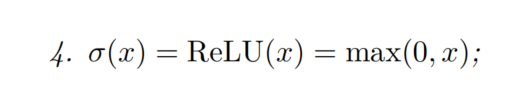 4. σ(x) = ReLU(x) = max(0, x);